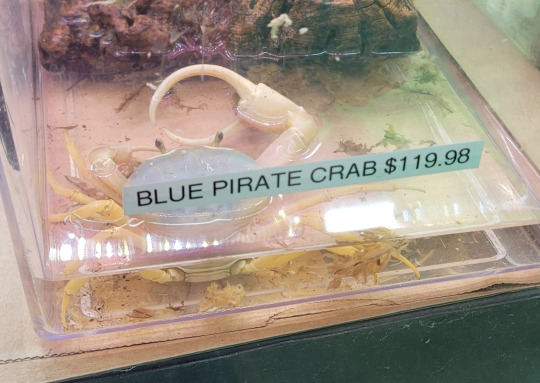 BLUE PIRATE CRAB $119.98